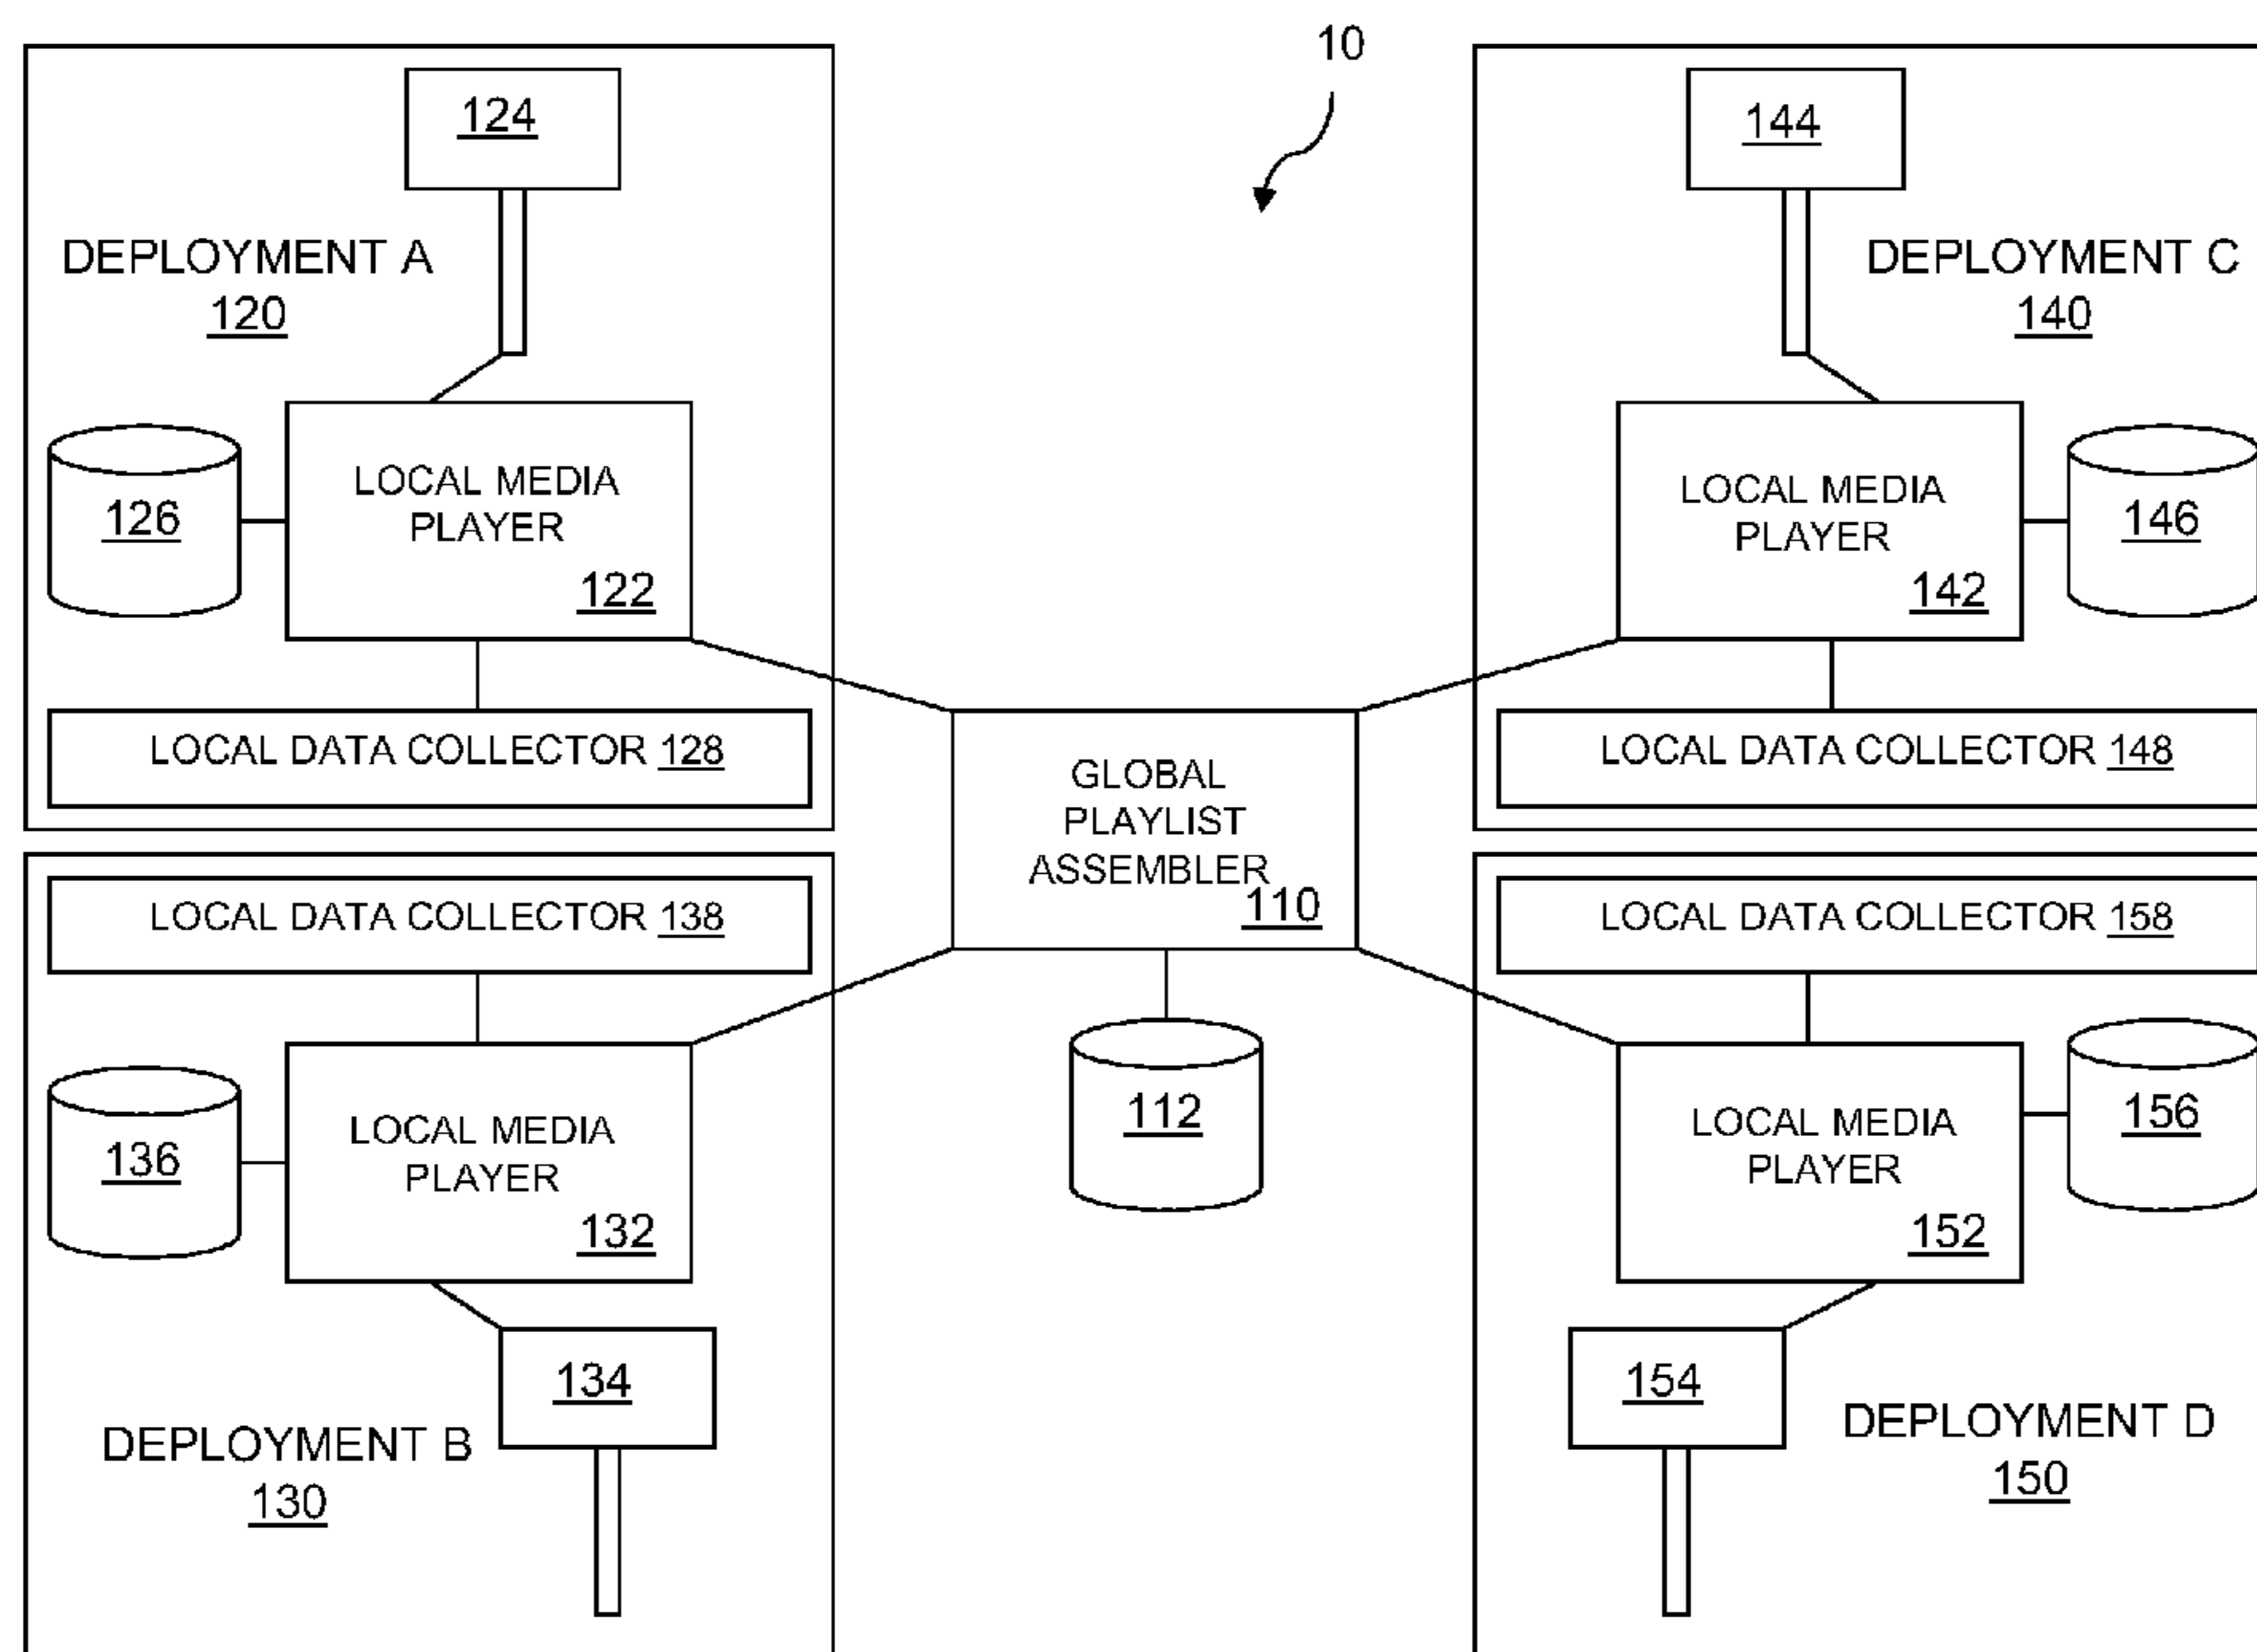 10
124
DEPLOYMENT A
120
126
LOCAL MEDIA
PLAYER
122
LOCAL DATA COLLECTOR 128
144
DEPLOYMENT C
140
LOCAL MEDIA
PLAYER
142
146
LOCAL DATA COLLECTOR 148
GLOBAL
PLAYLIST
ASSEMBLER
110
112
LOCAL DATA COLLECTOR 138
136
LOCAL MEDIA
PLAYER
132
134
DEPLOYMENT B
130
LOCAL DATA COLLECTOR 158
LOCAL MEDIA
PLAYER
152
156
154
DEPLOYMENT D
150